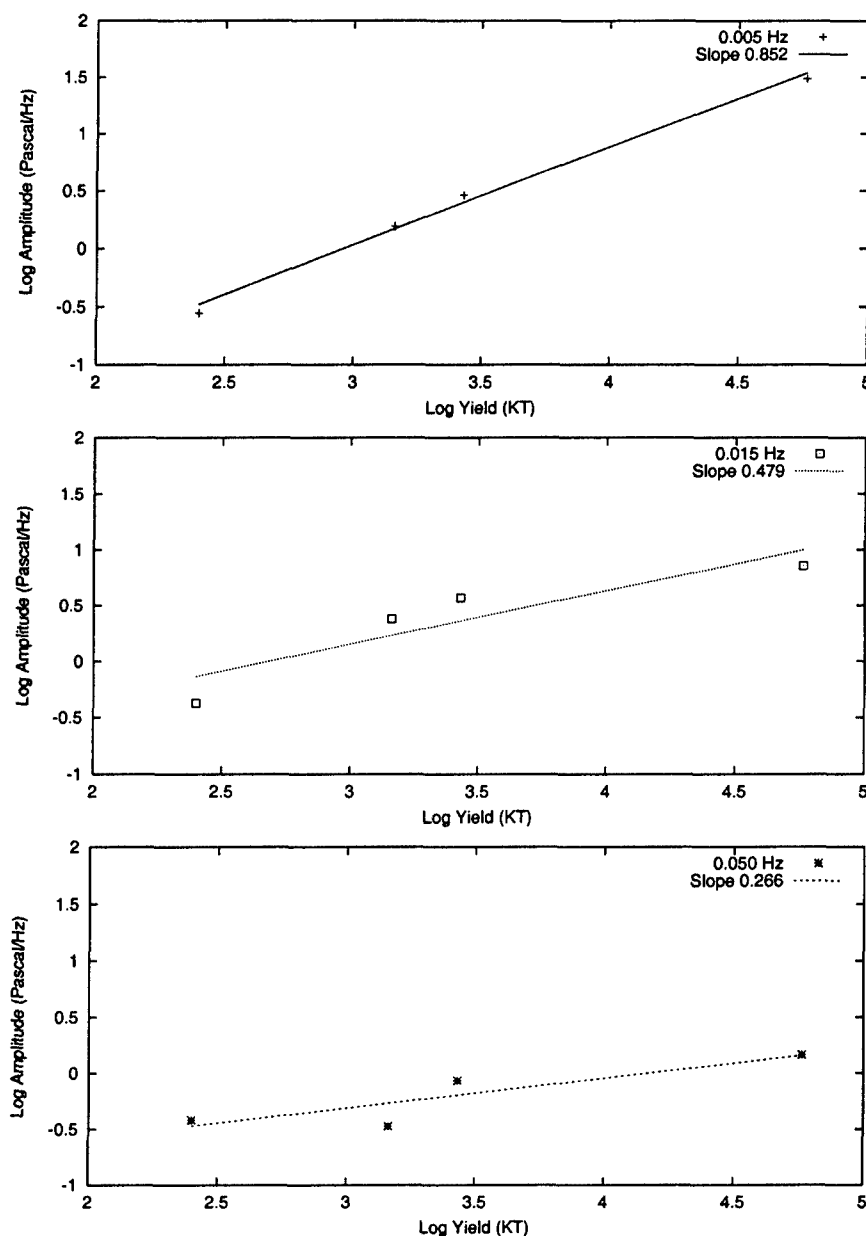 2
0.005 Hz
Slope 0.852
1.5
1
0.5
0
-0.5
-1
Log Amplitude (Pascal/Hz)
2 2.5 3 3.5 4 4.5 5
Log Yield (KT)
2
0.015 Hz
Slope 0.479
1.5
1
0.5
0
-0.5
-1
Log Amplitude (Pascal/Hz)
2 2.5 3 3.5 4 4.5 5
Log Yield (KT)
2
0.050 Hz
Slope 0.266
1.5
1
0.5
0
-0.5
-1
Log Amplitude (Pascal/Hz)
2 2.5 3 3.5 4 4.5 5
Log Yield (KT)